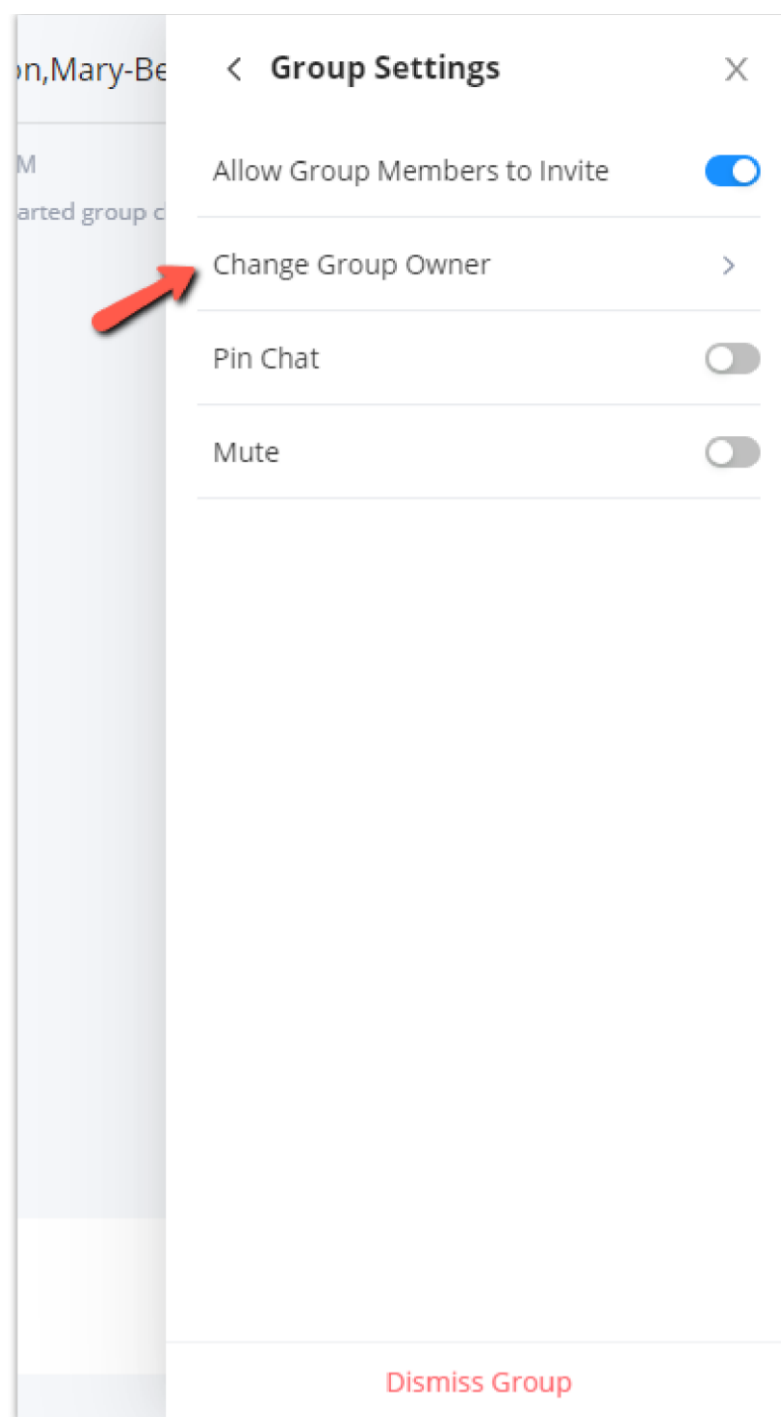 Group Settings
Allow Group Members to Invite
Change Group Owner
Pin Chat
Mute
Dismiss Group
on,Mary-Be
M
arted group c